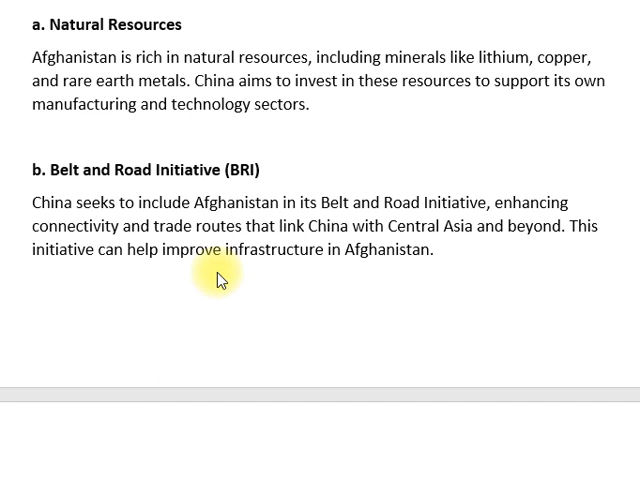 a. Natural Resources
Afghanistan is rich in natural resources, including minerals like lithium, copper,
and rare earth metals. China aims to invest in these resources to support its own
manufacturing and technology sectors.
b. Belt and Road Initiative (BRI)
China seeks to include Afghanistan in its Belt and Road Initiative, enhancing
connectivity and trade routes that link China with Central Asia and beyond. This
initiative can help improve infrastructure in Afghanistan.